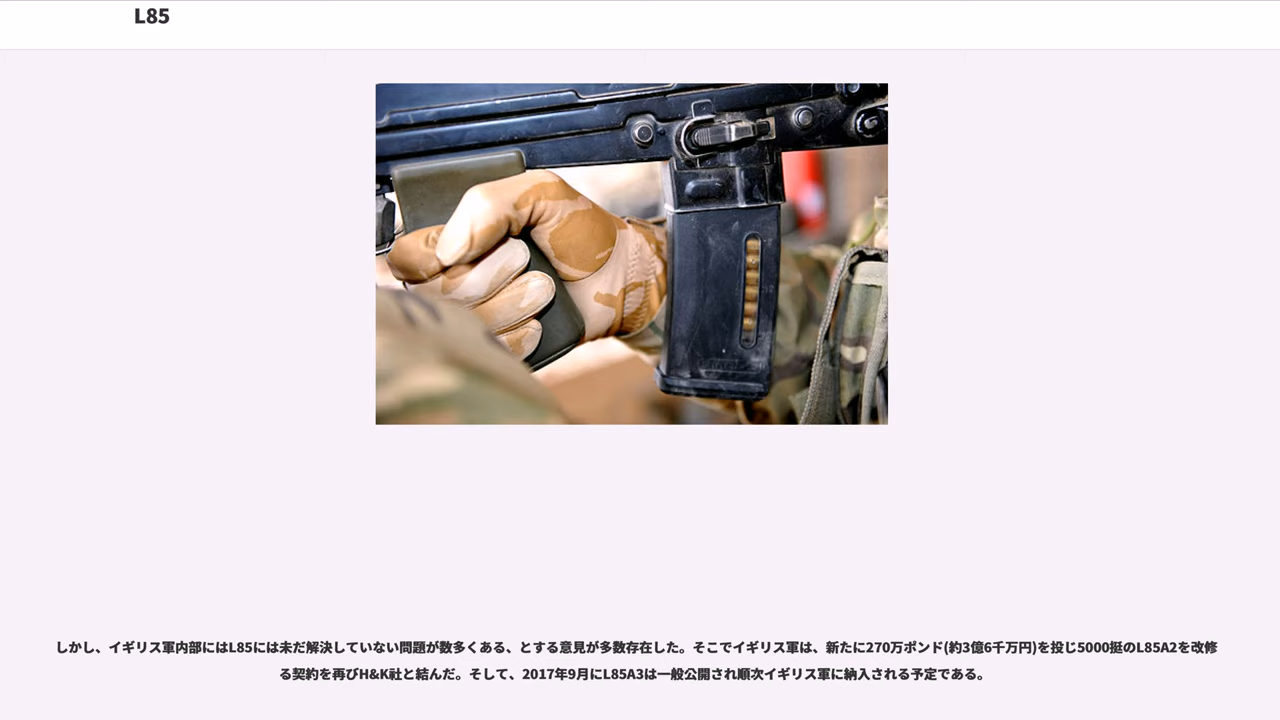 L85
しかし、イギリス軍内部にはL85には未だ解決していない問題が数多くある、とする意見が多数存在した。そこでイギリス軍は、新たに270万ポンド(約3億6千万円)を投じ5000挺のL85A2を改修
る契約を再びH&K社と結んだ。そして、2017年9月にL85A3は一般公開され順次イギリス軍に納入される予定である。